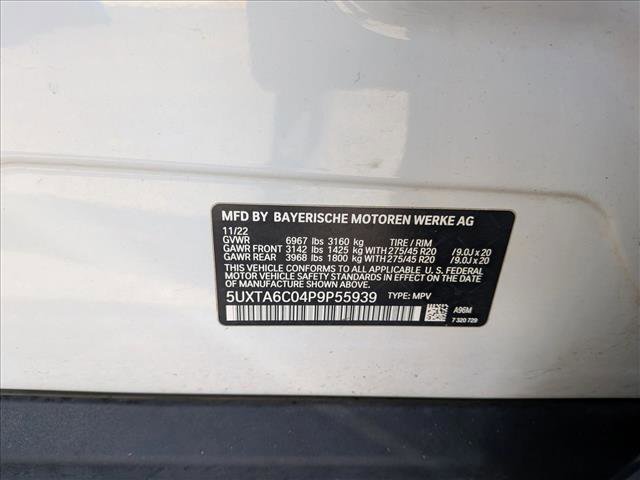 MFD BY BAYERISCHE MOTOREN WERKE AG
11/22
GVWR 6967 lbs 3160 kg TIRE / RIM
GAWR FRONT 3142 lbs 1425 kg WITH 275/45 R20 / 9.0J x 20
GAWR REAR 3968 lbs 1800 kg WITH 275/45 R20 / 9.0J x 20
THIS VEHICLE CONFORMS TO ALL APPLICABLE U.S. FEDERAL
MOTOR VEHICLE SAFETY STANDARDS IN EFFECT ON THE DATE
OF MANUFACTURE SHOWN ABOVE.
5UXTA6C04P9P55939 TYPE: MPV
A96M
7 320 729